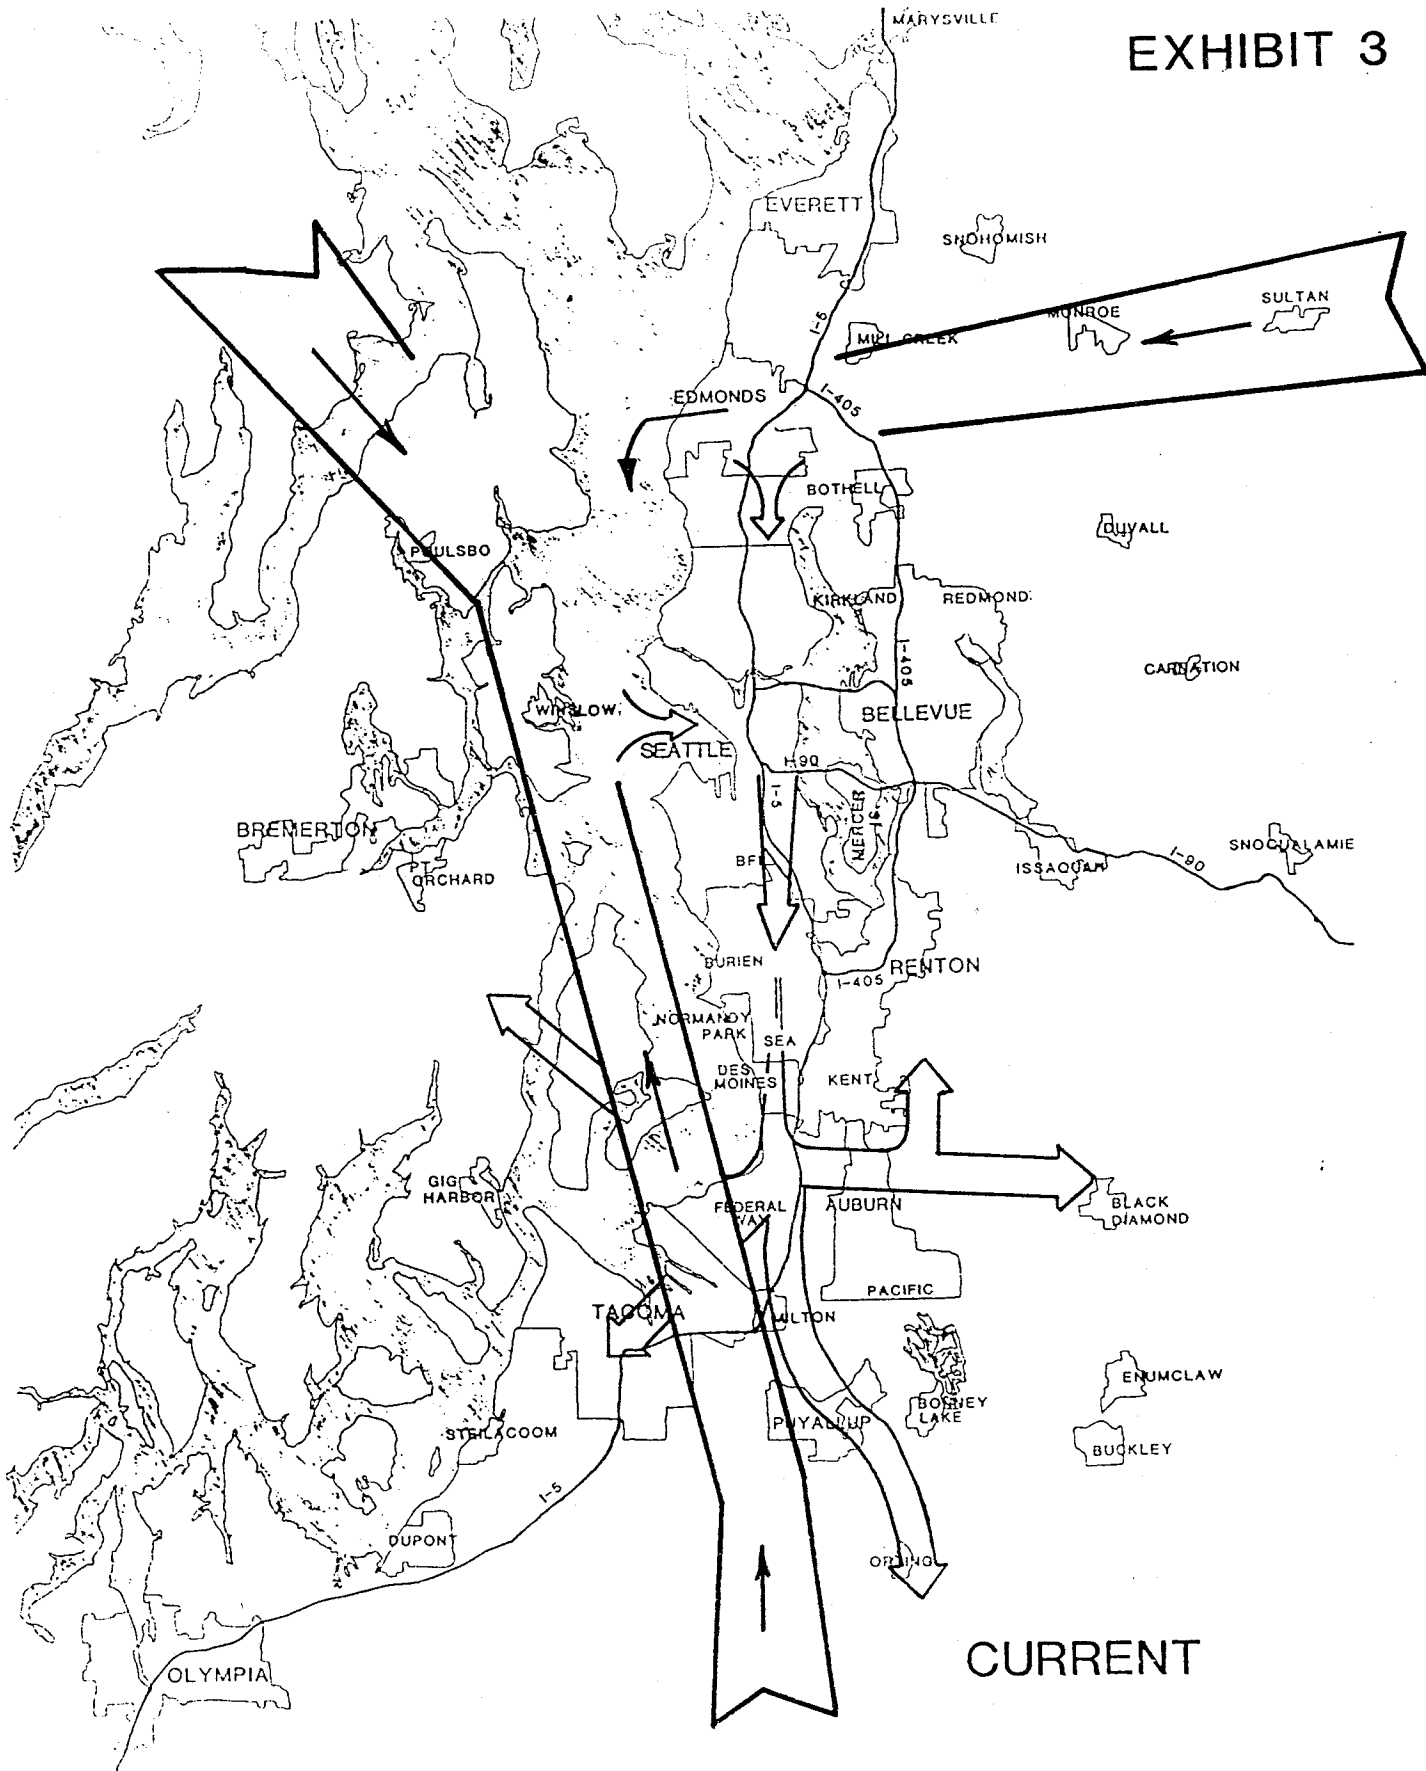 MARYSVILLE
EXHIBIT 3
EVERETT
SNOHOMISH
SULTAN
MONROE
I-5
MILL CREEK
I-405
EDMONDS
BOTHELL
DUVALL
POULSBO
KIRKLAND
REDMOND
I-405
CARNATION
WINSLOW
BELLEVUE
SEATTLE
I-90
I-5
MERCER
IS
BREMERTON
PT
ORCHARD
ISSAQUAH
I-90
SNOQUALAMIE
BURIEN
RENTON
I-405
NORMANDY
PARK
SEA
DES
MOINES
KENT
GIG
HARBOR
FEDERAL
WAY
AUBURN
BLACK
DIAMOND
PACIFIC
TACOMA
MILTON
ENUMCLAW
BONNEY
LAKE
PUYALLUP
STEILACOOM
BUCKLEY
I-5
DUPONT
ORTING
CURRENT
OLYMPIA